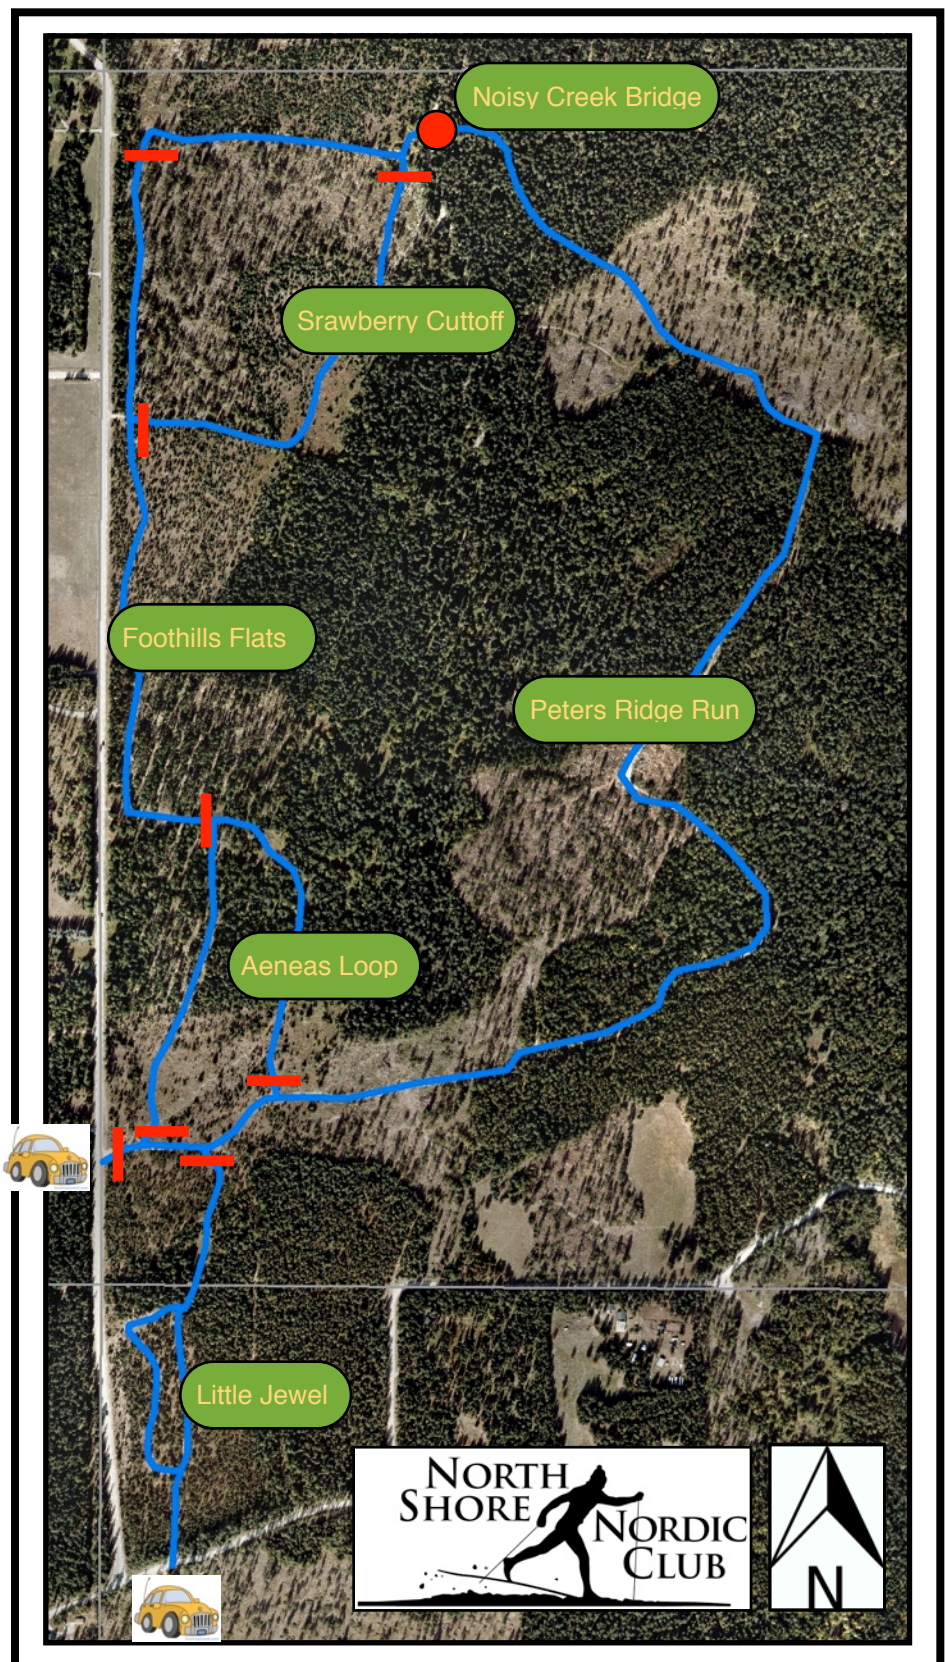 Noisy Creek Bridge
Srawberry Cuttoff
Foothills Flats
Peters Ridge Run
Aeneas Loop
Little Jewel
NORTH
SHORE
NORDIC
CLUB
N